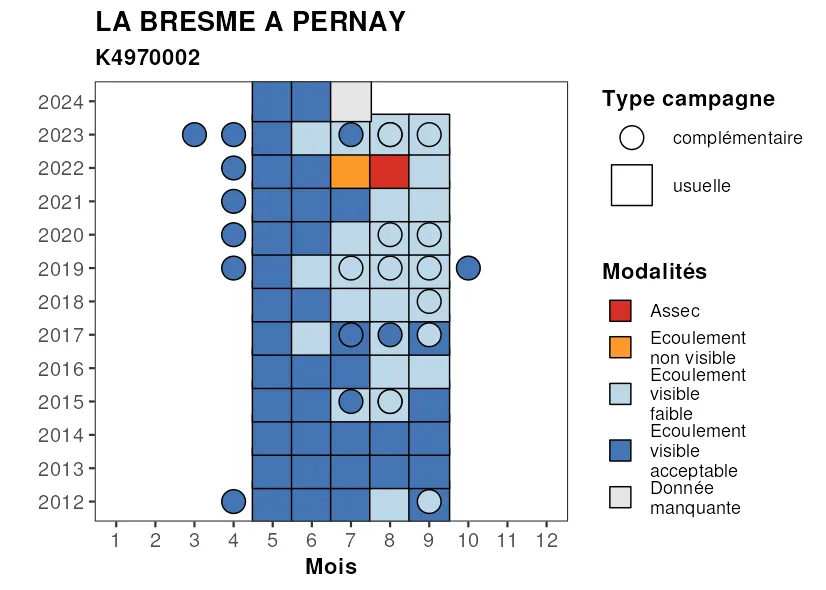 LA BRESME A PERNAY
K4970002
2024
2023
2022
2021
2020
2019
2018
2017
2016
2015
2014
2013
2012
1 2 3 4 5 6 7 8 9 10 11 12
Mois
Type campagne
complémentaire
usuelle
Modalités
Assec
Ecoulement
non visible
Ecoulement
visible
faible
Ecoulement
visible
acceptable
Donnée
manquante